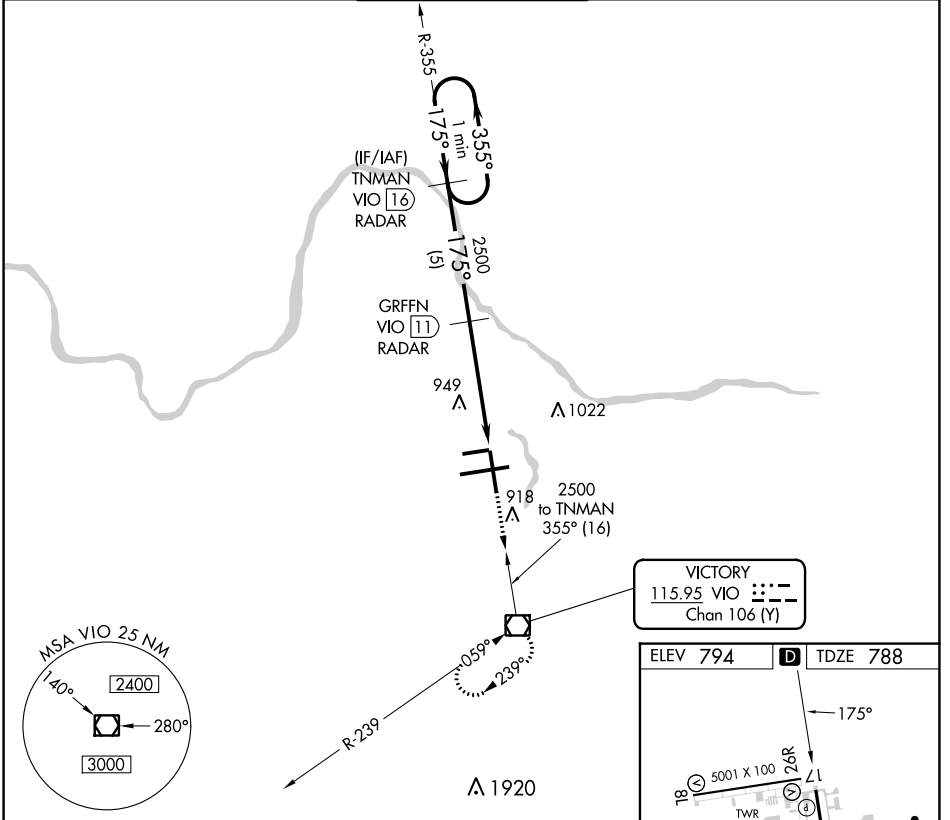 R-355
175°
1 min
355°
(IF/IAF)
TNMAN
VIO 16
RADAR
2500
175°
(5)
GRFFN
VIO 11
RADAR
949
1022
918
2500
to TNMAN
355° (16)
VICTORY
115.95 VIO
Chan 106 (Y)
059°
239°
R-239
MSA VIO 25 NM
140°
2400
280°
3000
1920
ELEV 794 D TDZE 788
175°
8L
V
5001 X 100
26R
17
V
P
TWR